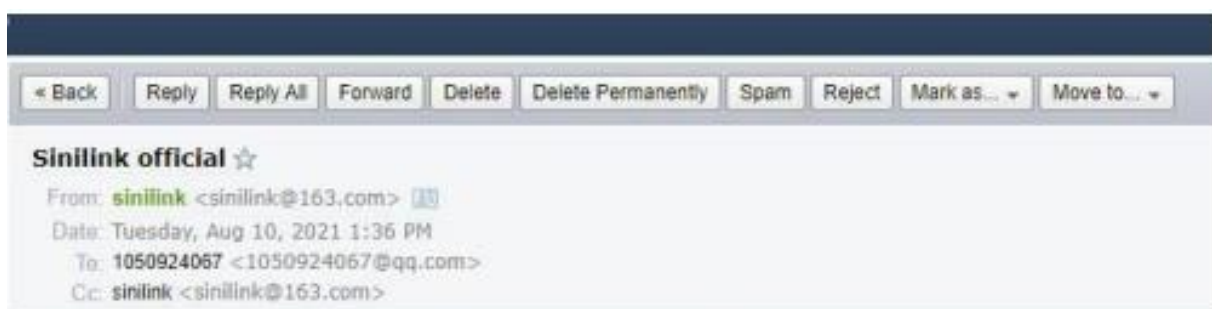 « Back Reply Reply All Forward Delete Delete Permanently Spam Reject Mark as... Move to...
Sinilink official
From: sinilink <sinilink@163.com>
Date: Tuesday, Aug 10, 2021 1:36 PM
To: 1050924067 <1050924067@qq.com>
Cc: sinilink <sinilink@163.com>